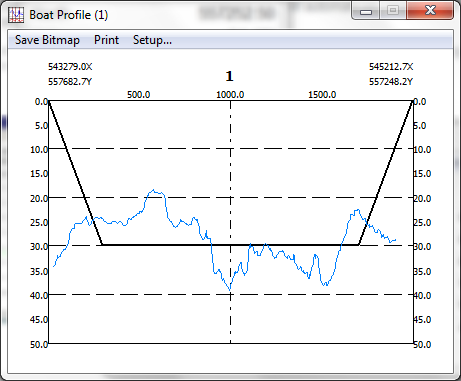 Boat Profile (1)
Save Bitmap Print Setup...
543279.0X 545212.7X
557682.7Y 1 557248.2Y
0.0 500.0 1000.0 1500.0 0.0
5.0 5.0
10.0 10.0
15.0 15.0
20.0 20.0
25.0 25.0
30.0 30.0
35.0 35.0
40.0 40.0
45.0 45.0
50.0 50.0